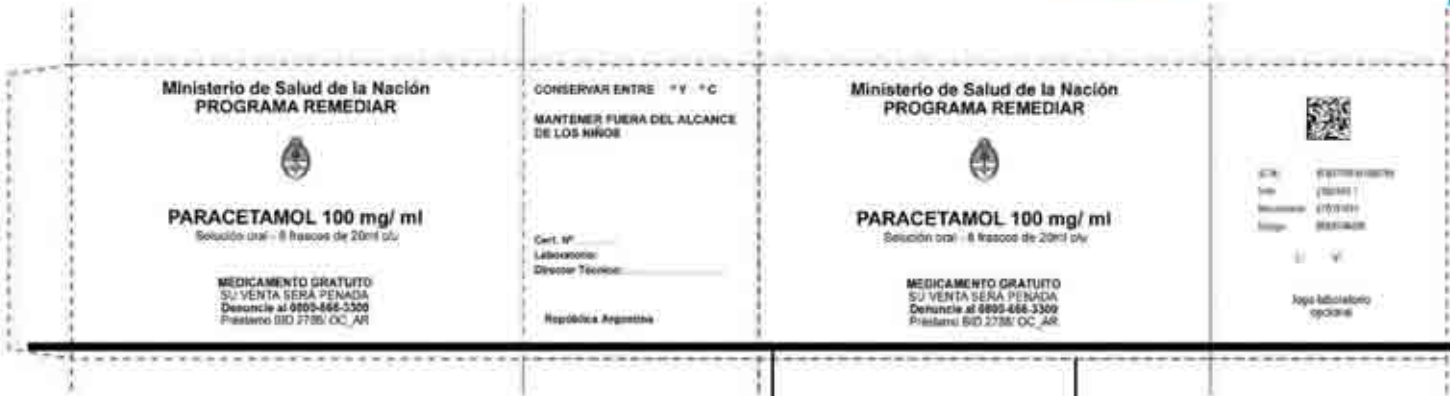 Ministerio de Salud de la Nación
PROGRAMA REMEDIAR
PARACETAMOL 100 mg/ ml
Solución oral - 8 frascos de 20ml c/u
MEDICAMENTO GRATUITO
SU VENTA SERÁ PENADA
Denuncie al 0800-666-3300
Préstamo BID 2788/ OC_AR
CONSERVAR ENTRE ° Y ° C
MANTENER FUERA DEL ALCANCE
DE LOS NIÑOS
Cert. Nº
Laboratorio:
Director Técnico:
República Argentina
Ministerio de Salud de la Nación
PROGRAMA REMEDIAR
PARACETAMOL 100 mg/ ml
Solución oral - 8 frascos de 20ml c/u
MEDICAMENTO GRATUITO
SU VENTA SERÁ PENADA
Denuncie al 0800-666-3300
Préstamo BID 2788/ OC_AR
L: V:
logo laboratorio
opcional